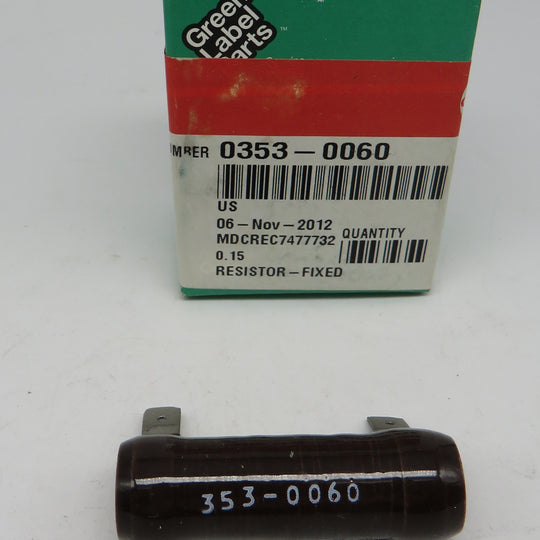 Green
Label
Parts
MBER 0353-0060
US
06-Nov-2012
MDCREC7477732 QUANTITY
0.15
RESISTOR-FIXED
353-0060